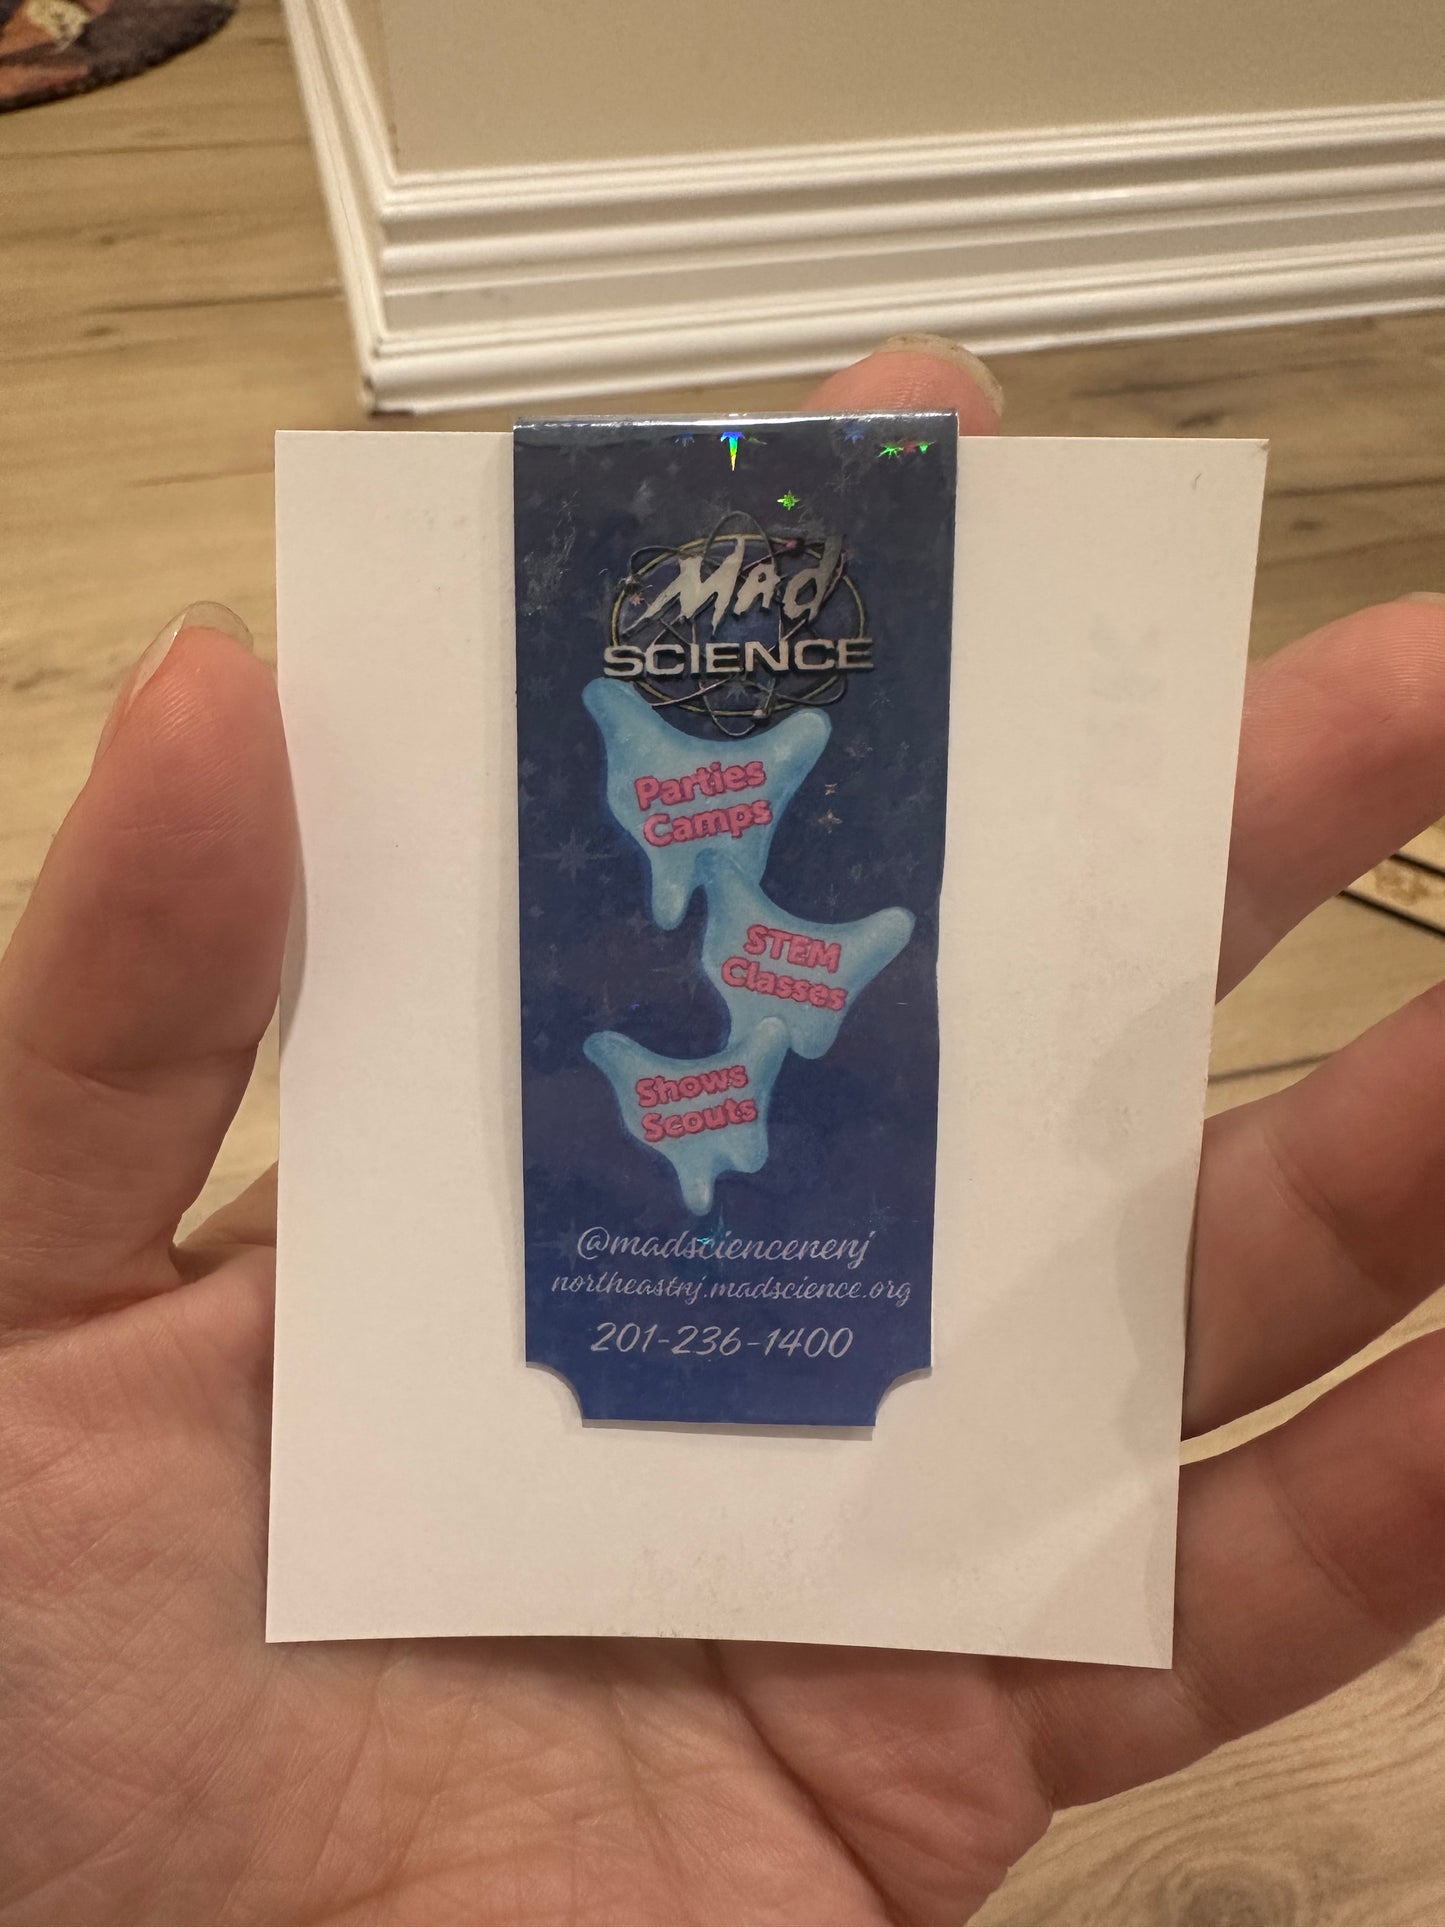 Mad
SCIENCE
Parties
Camps
STEM
Classes
Shows
Scouts
@madsciencenenj
northeastnj.madscience.org
201-236-1400